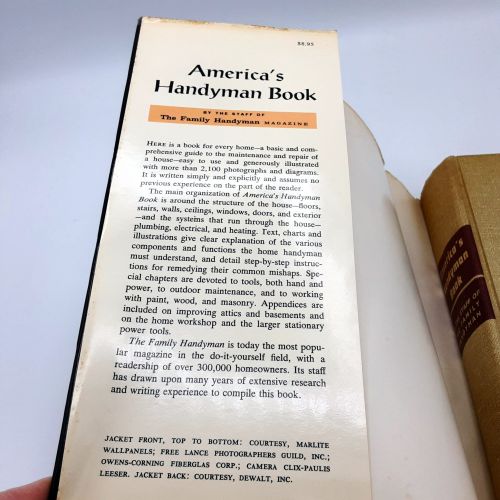 $8.95
America's
Handyman Book
BY THE STAFF OF
The Family Handyman MAGAZINE
HERE is a book for every home—a basic and com-
prehensive guide to the maintenance and repair of
a house—easy to use and generously illustrated
with more than 2,100 photographs and diagrams.
It is written simply and explicitly and assumes no
previous experience on the part of the reader.
The main organization of America's Handyman
Book is around the structure of the house—floors,
stairs, walls, ceilings, windows, doors, and exterior
—and the systems that run through the house—
plumbing, electrical, and heating. Text, charts and
illustrations give clear explanation of the various
components and functions the home handyman
must understand, and detail step-by-step instruc-
tions for remedying their common mishaps. Spe-
cial chapters are devoted to tools, both hand and
power, to outdoor maintenance, and to working
with paint, wood, and masonry. Appendices are
included on improving attics and basements and
on the home workshop and the larger stationary
power tools.
The Family Handyman is today the most popu-
lar magazine in the do-it-yourself field, with a
readership of over 300,000 homeowners. Its staff
has drawn upon many years of extensive research
and writing experience to compile this book.
JACKET FRONT, TOP TO BOTTOM: COURTESY, MARLITE
WALLPANELS; FREE LANCE PHOTOGRAPHERS GUILD, INC.;
OWENS-CORNING FIBERGLAS CORP.; CAMERA CLIX-PAULIS
LEESER. JACKET BACK: COURTESY, DEWALT, INC.
ica's
yman
ook
FAMILY
YMAN